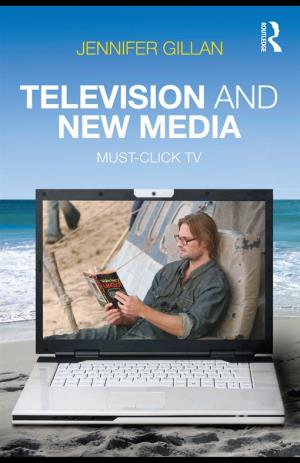 JENNIFER GILLAN
ROUTLEDGE
TELEVISION AND
NEW MEDIA
MUST-CLICK TV